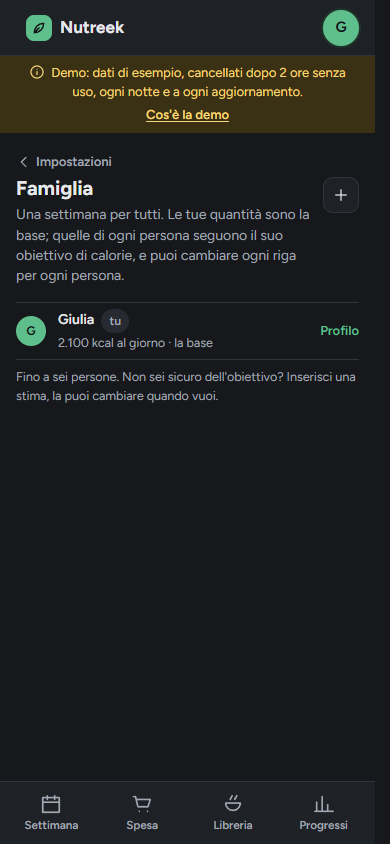 Nutreek
G
Demo: dati di esempio, cancellati dopo 2 ore senza
uso, ogni notte e a ogni aggiornamento.
Cos'è la demo
Impostazioni
Famiglia
Una settimana per tutti. Le tue quantità sono la
base; quelle di ogni persona seguono il suo
obiettivo di calorie, e puoi cambiare ogni riga
per ogni persona.
G
Giulia tu
2.100 kcal al giorno · la base
Profilo
Fino a sei persone. Non sei sicuro dell'obiettivo? Inserisci una
stima, la puoi cambiare quando vuoi.
Settimana Spesa Libreria Progressi